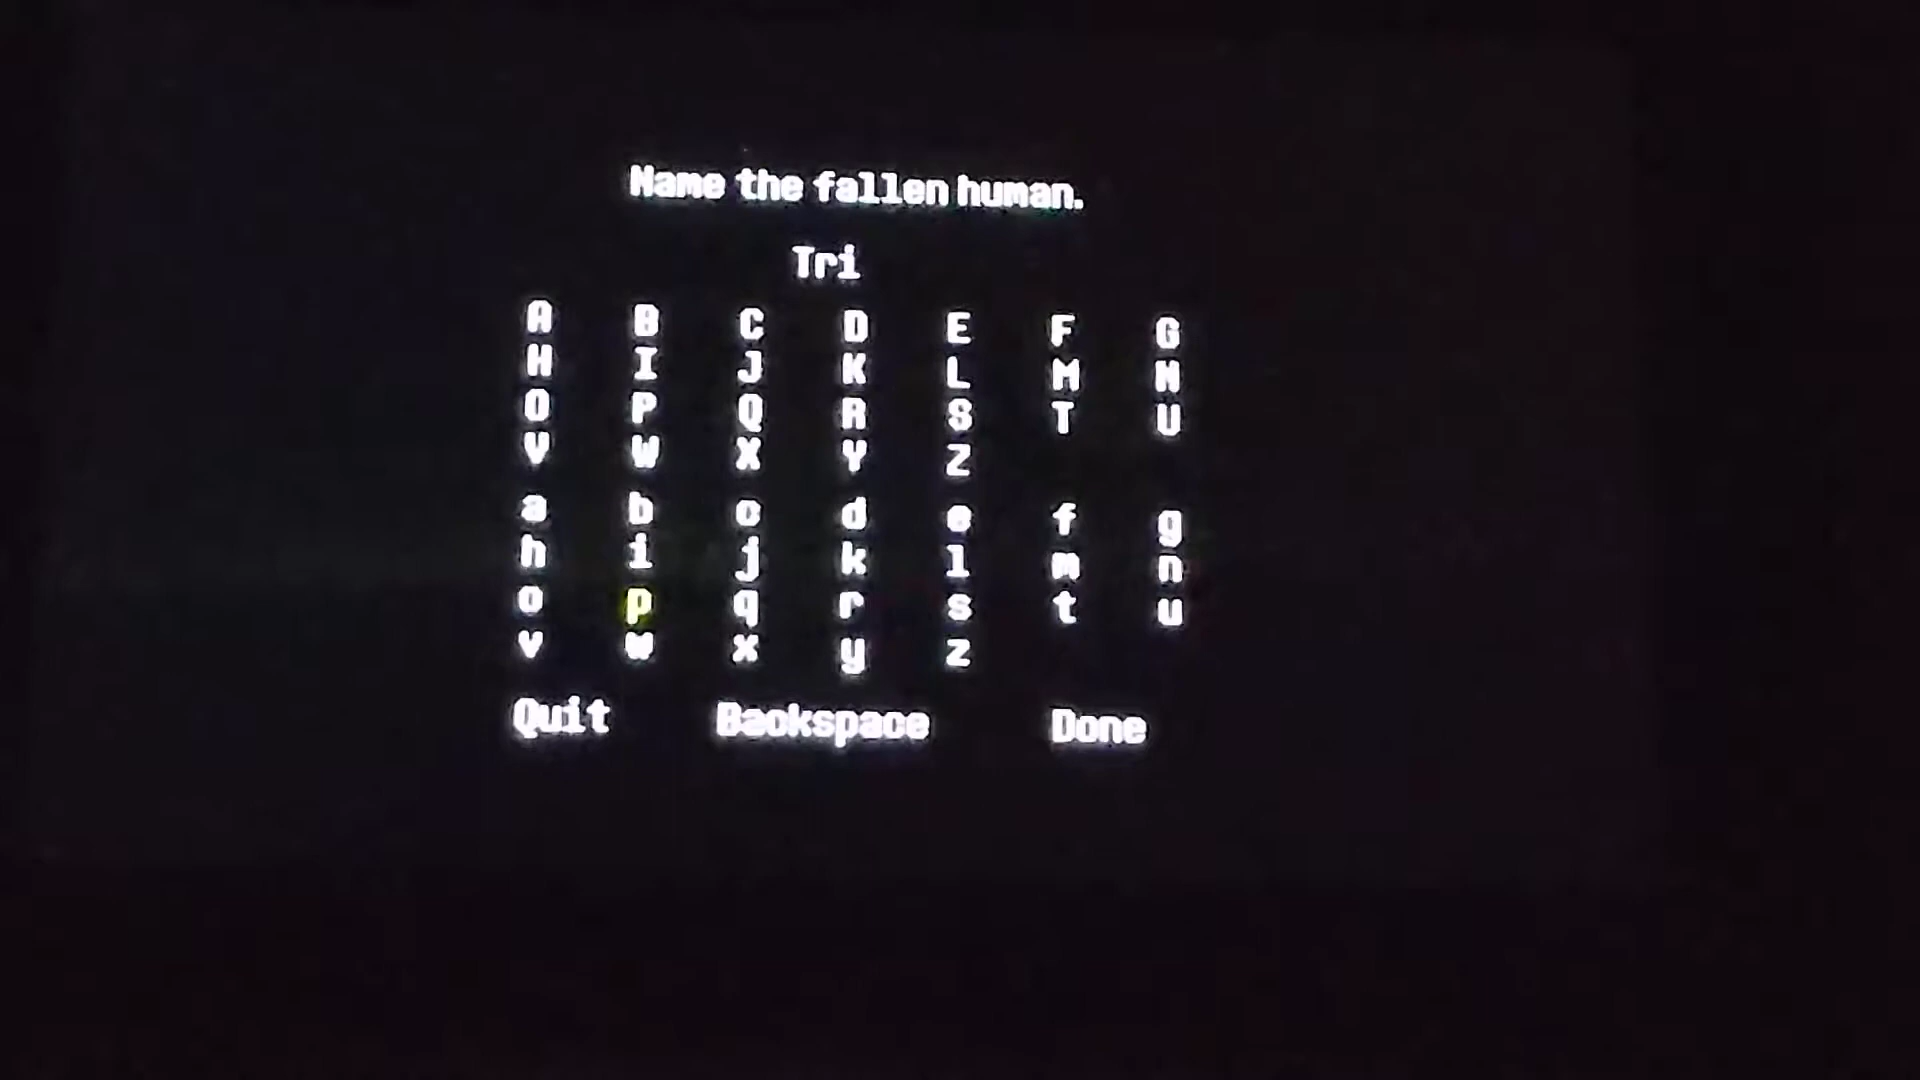 Name the fallen human.
Tri
A B C D E F G
H I J K L M N
O P Q R S T U
V W X Y Z
a b c d e f g
h i j k l m n
o p q r s t u
v w x y z
Quit Backspace Done